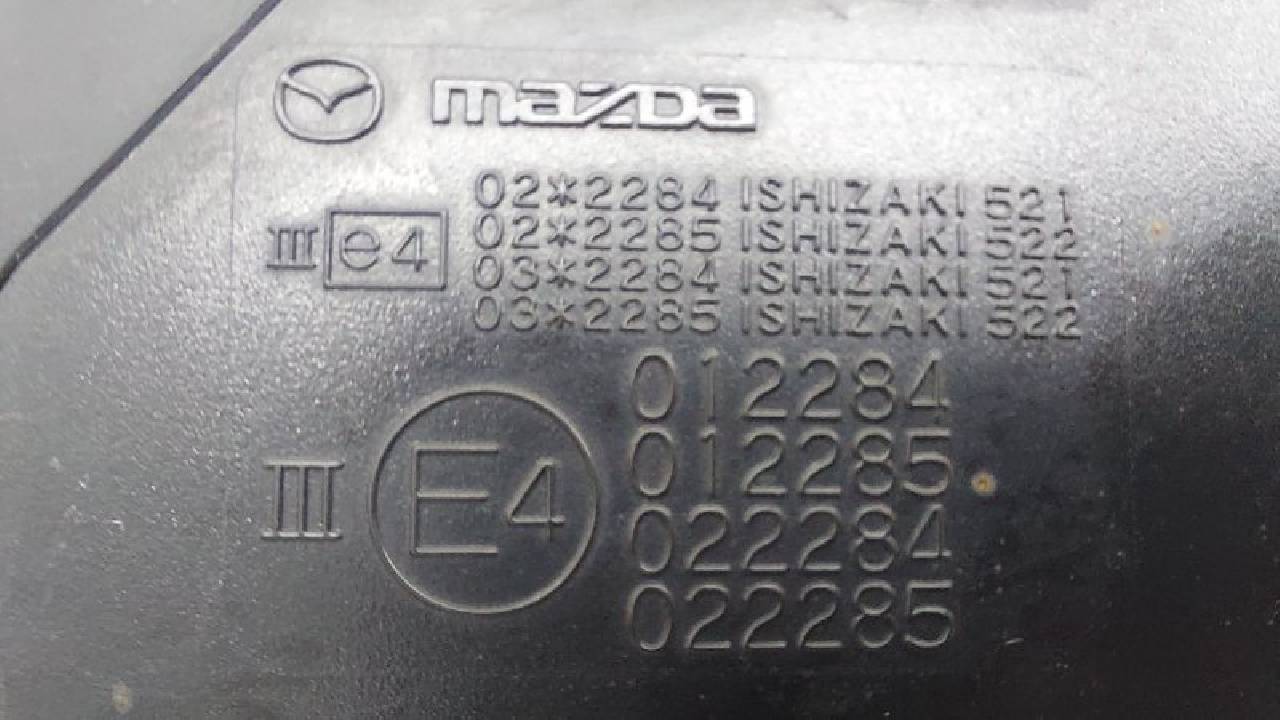 mazda
02*2284 ISHIZAKI 521
02*2285 ISHIZAKI 522
III e4
03*2284 ISHIZAKI 521
03*2285 ISHIZAKI 522
012284
012285
III E4
022284
022285